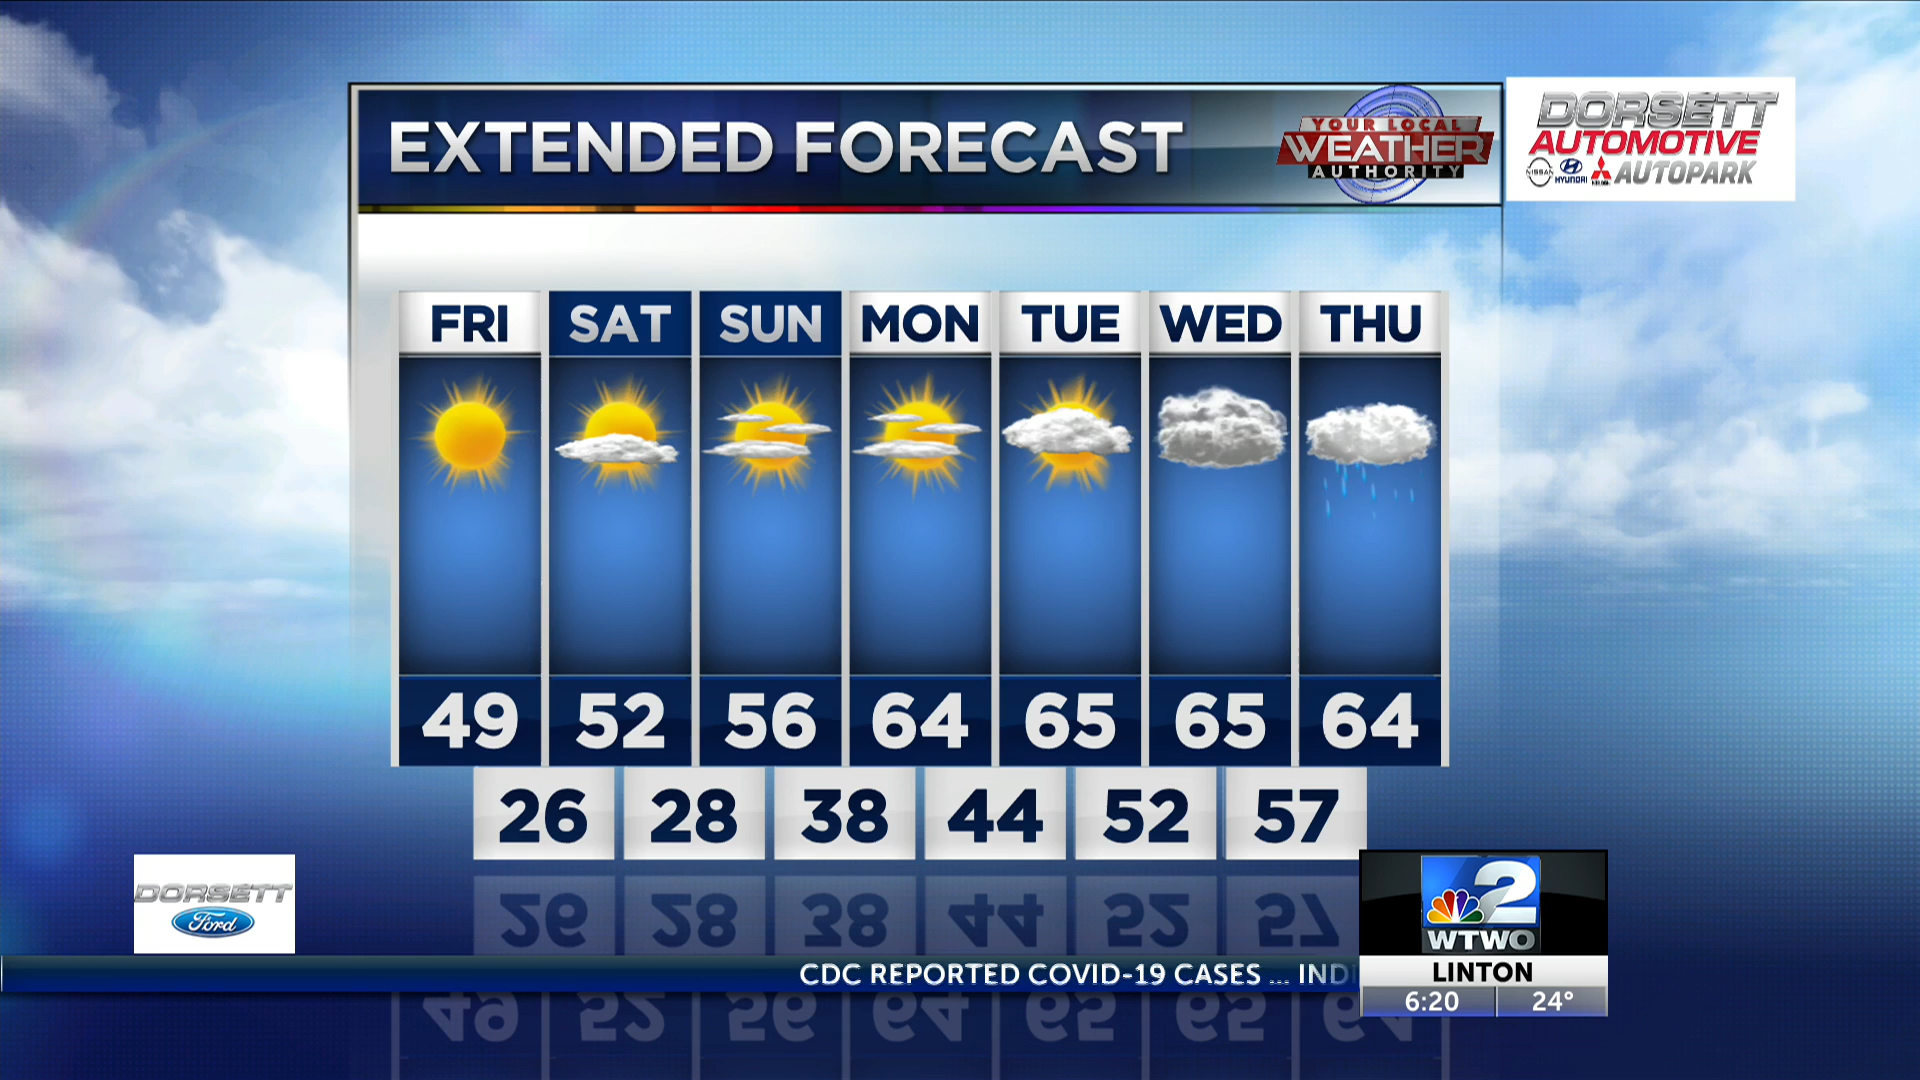 EXTENDED FORECAST
YOUR LOCAL
WEATHER
AUTHORITY
DORSETT
AUTOMOTIVE
NISSAN HYUNDAI AUTOPARK
FRI SAT SUN MON TUE WED THU
49 52 56 64 65 65 64
26 28 38 44 52 57
DORSETT
Ford
2
WTWO
CDC REPORTED COVID-19 CASES ... IND
LINTON
6:20 24°